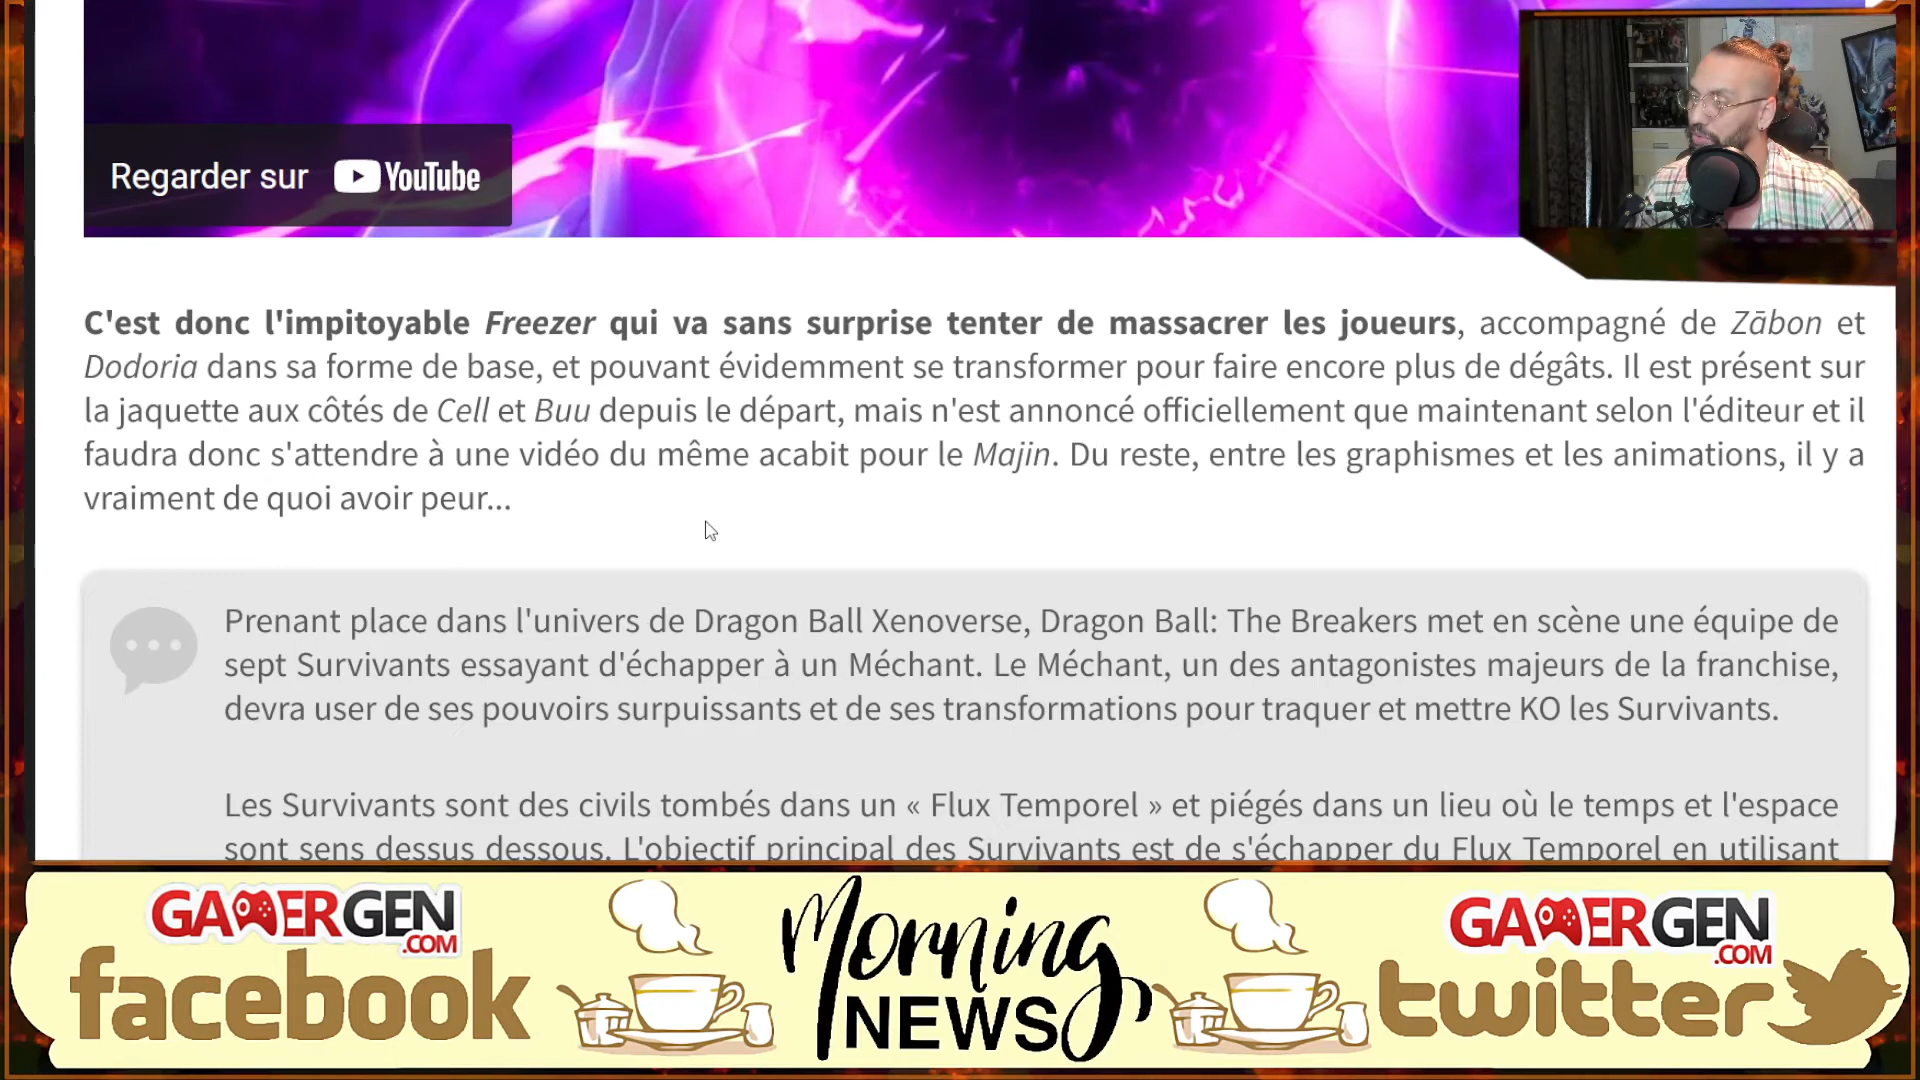 Regarder sur YouTube
C'est donc l'impitoyable Freezer qui va sans surprise tenter de massacrer les joueurs, accompagné de Zābon et
Dodoria dans sa forme de base, et pouvant évidemment se transformer pour faire encore plus de dégâts. Il est présent sur
la jaquette aux côtés de Cell et Buu depuis le départ, mais n'est annoncé officiellement que maintenant selon l'éditeur et il
faudra donc s'attendre à une vidéo du même acabit pour le Majin. Du reste, entre les graphismes et les animations, il y a
vraiment de quoi avoir peur...
Prenant place dans l'univers de Dragon Ball Xenoverse, Dragon Ball: The Breakers met en scène une équipe de
sept Survivants essayant d'échapper à un Méchant. Le Méchant, un des antagonistes majeurs de la franchise,
devra user de ses pouvoirs surpuissants et de ses transformations pour traquer et mettre KO les Survivants.
Les Survivants sont des civils tombés dans un « Flux Temporel » et piégés dans un lieu où le temps et l'espace
sont sens dessus dessous. L'objectif principal des Survivants est de s'échapper du Flux Temporel en utilisant
GAMERGEN
.COM
facebook
Morning
NEWS
GAMERGEN
.COM
twitter